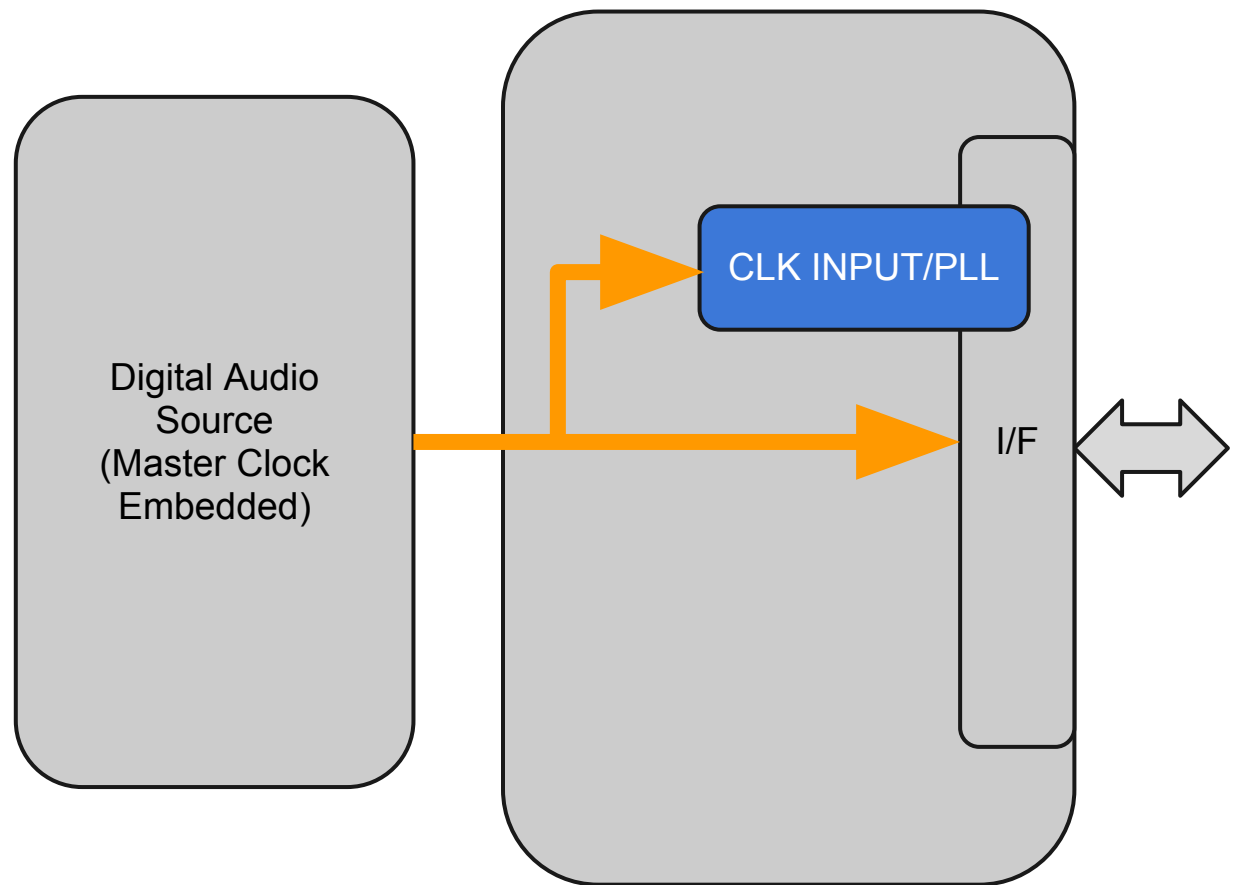 CLK INPUT/PLL
Digital Audio
Source
(Master Clock
Embedded)
I/F